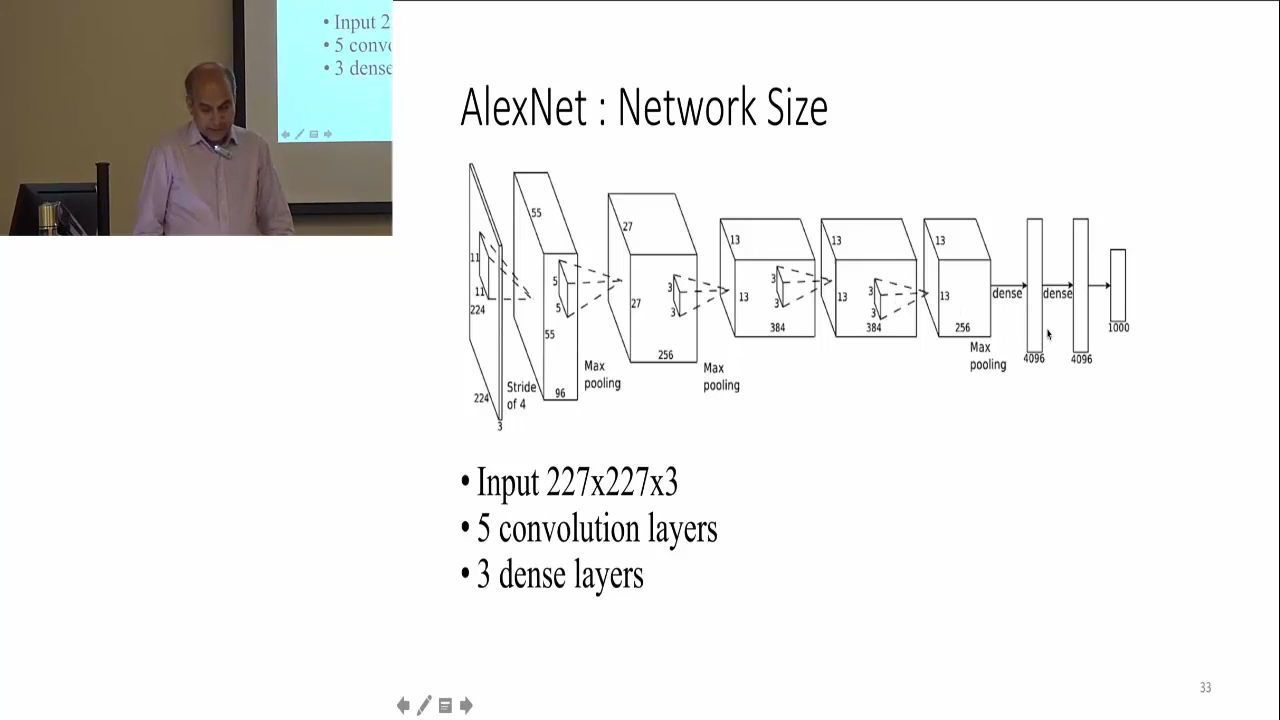 • Input 2
• 5 conv
• 3 dense
AlexNet : Network Size
55
27
13
13
13
11
11
224
5
5
3
3
3
3
3
3
27
13
13
13
dense
dense
55
256
384
384
256
1000
224
3
Stride
of 4
96
Max
pooling
Max
pooling
Max
pooling
4096
4096
• Input 227x227x3
• 5 convolution layers
• 3 dense layers
33